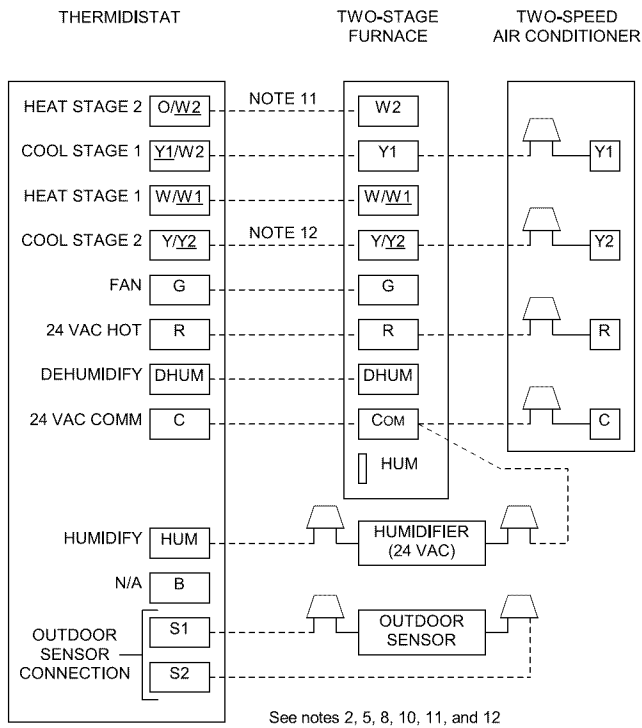 THERMIDISTAT
TWO-STAGE FURNACE
TWO-SPEED AIR CONDITIONER
HEAT STAGE 2 O/W2 NOTE 11 W2
COOL STAGE 1 Y1/W2 Y1 Y1
HEAT STAGE 1 W/W1 W/W1
COOL STAGE 2 Y/Y2 NOTE 12 Y/Y2 Y2
FAN G G
24 VAC HOT R R R
DEHUMIDIFY DHUM DHUM
24 VAC COMM C COM C
HUM
HUMIDIFY HUM HUMIDIFIER
(24 VAC)
N/A B
OUTDOOR
SENSOR
CONNECTION
S1
S2
OUTDOOR
SENSOR
See notes 2, 5, 8, 10, 11, and 12